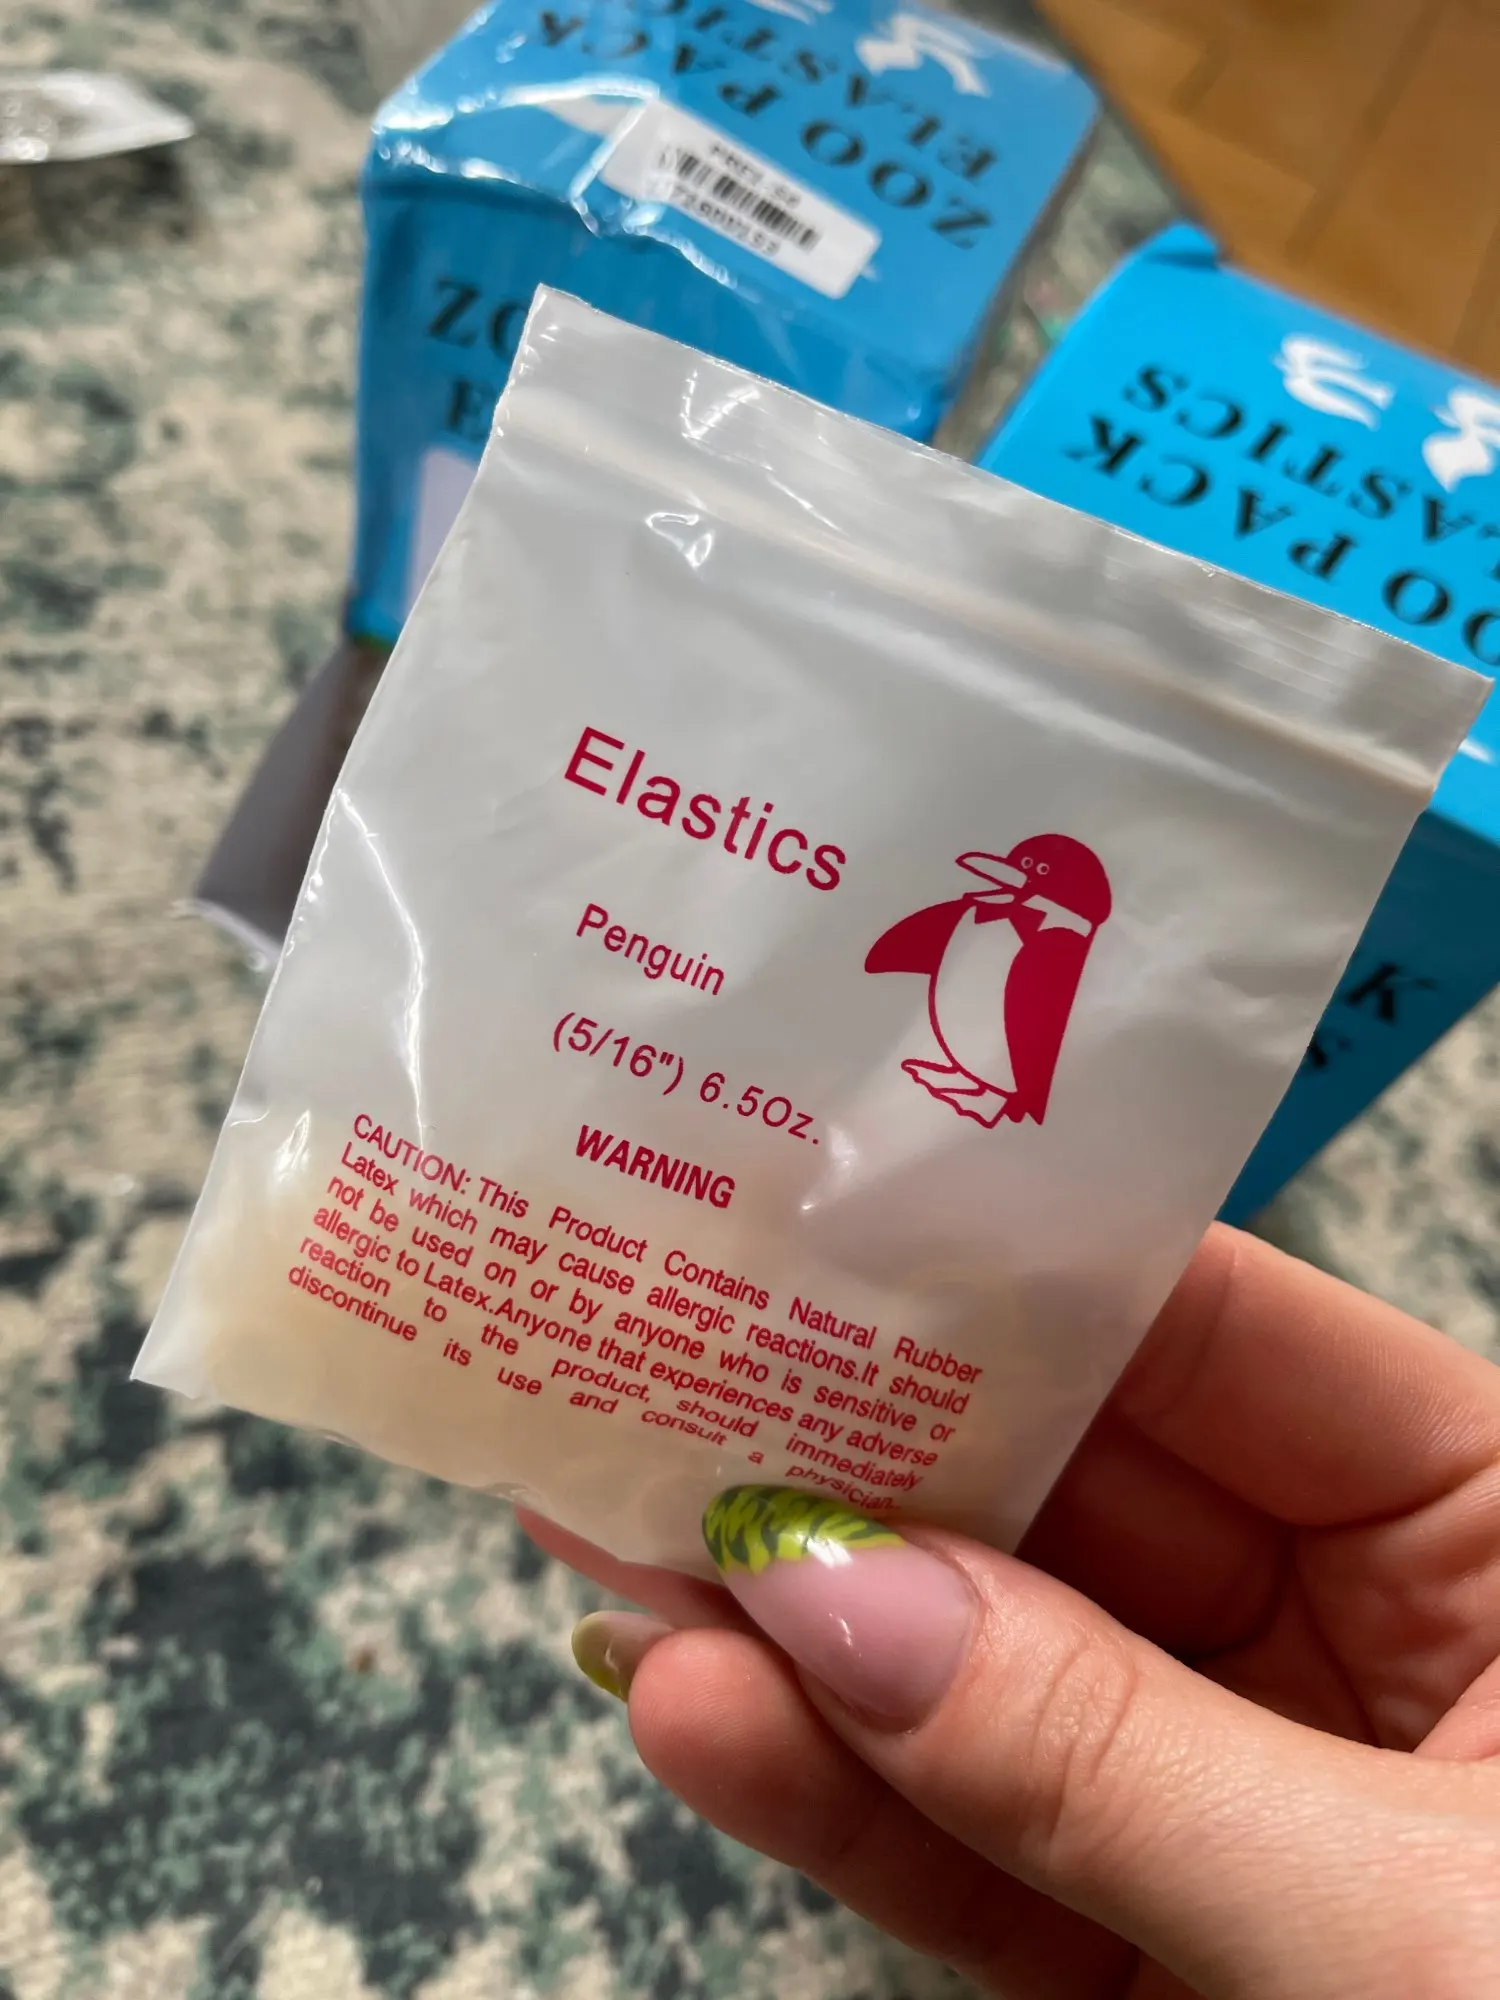 ZOO PACK
ELASTICS
ZOO PACK
ELASTICS
K
S
Elastics
Penguin
(5/16") 6.5Oz.
WARNING
CAUTION: This Product Contains Natural Rubber
Latex which may cause allergic reactions.It should
not be used on or by anyone who is sensitive or
allergic to Latex.Anyone that experiences any adverse
reaction to the product, should immediately
discontinue its use and consult a physician.